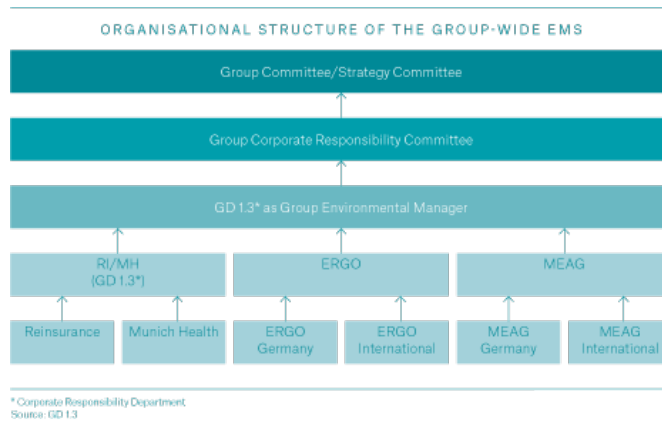 ORGANISATIONAL STRUCTURE OF THE GROUP-WIDE EMS
Group Committee/Strategy Committee
Group Corporate Responsibility Committee
GD 1.3* as Group Environmental Manager
RI/MH
(GD 1.3*)
ERGO
MEAG
Reinsurance
Munich Health
ERGO
Germany
ERGO
International
MEAG
Germany
MEAG
International
* Corporate Responsibility Department
Source: GD 1.3